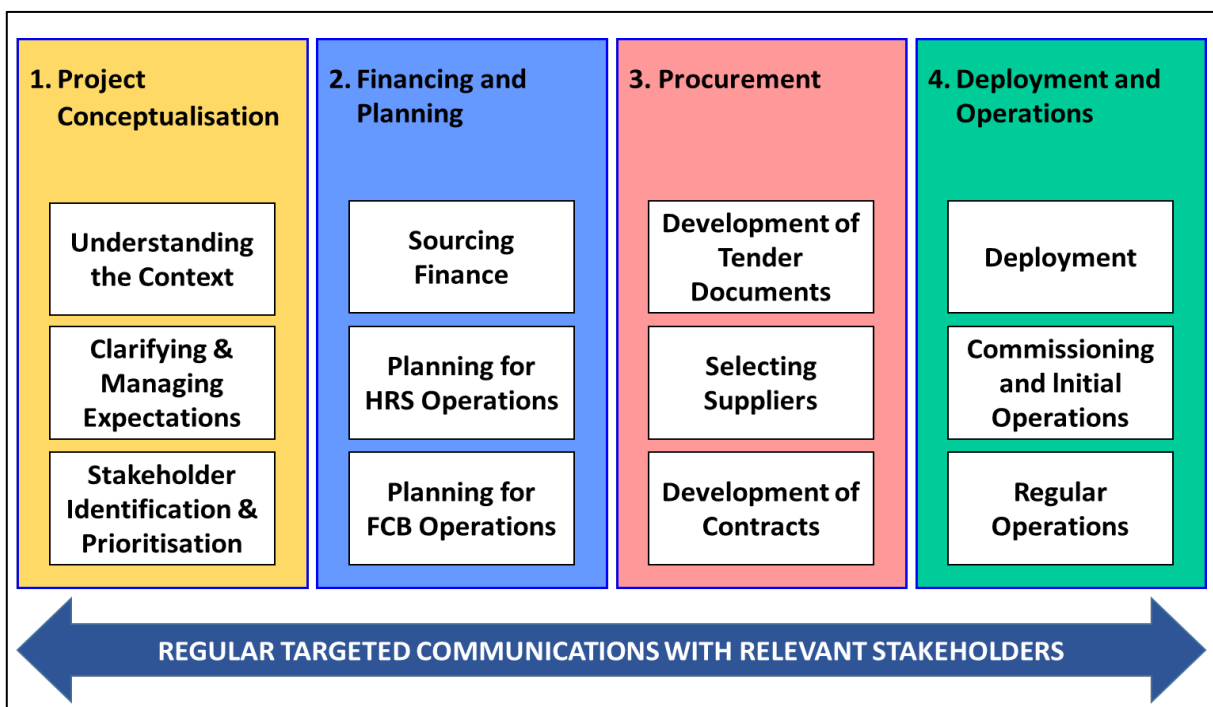 1. Project
Conceptualisation
Understanding
the Context
Clarifying &
Managing
Expectations
Stakeholder
Identification &
Prioritisation
2. Financing and
Planning
Sourcing
Finance
Planning for
HRS Operations
Planning for
FCB Operations
3. Procurement
Development of
Tender
Documents
Selecting
Suppliers
Development of
Contracts
4. Deployment and
Operations
Deployment
Commissioning
and Initial
Operations
Regular
Operations
REGULAR TARGETED COMMUNICATIONS WITH RELEVANT STAKEHOLDERS